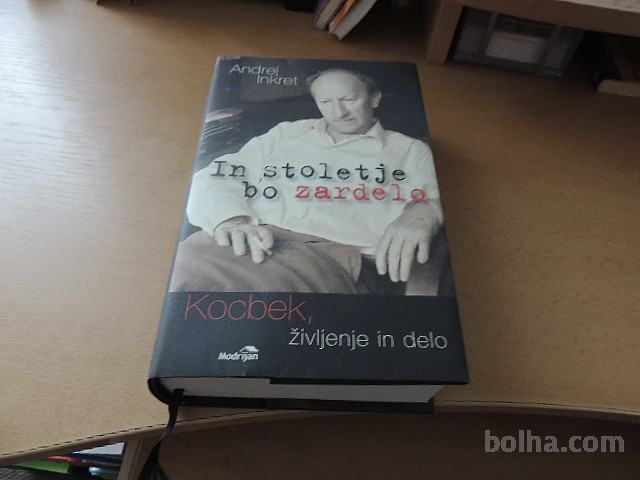 Andrej
Inkret
In stoletje
bo zardelo
Kocbek,
življenje in delo
Modrijan
bolha.com